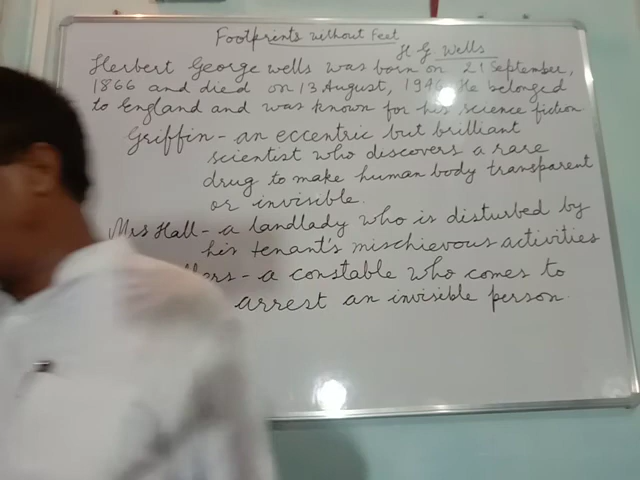 Footprints without Feet
H G Wells
Herbert George wells was born on 21 September,
1866 and died on 13 August, 1946. He belonged
to England and was known for his science fiction.
Griffin - an eccentric but brilliant
scientist who discovers a rare
drug to make human body transparent
or invisible.
Mrs Hall - a landlady who is disturbed by
his tenant's mischievous activities
- a constable who comes to
arrest an invisible person.